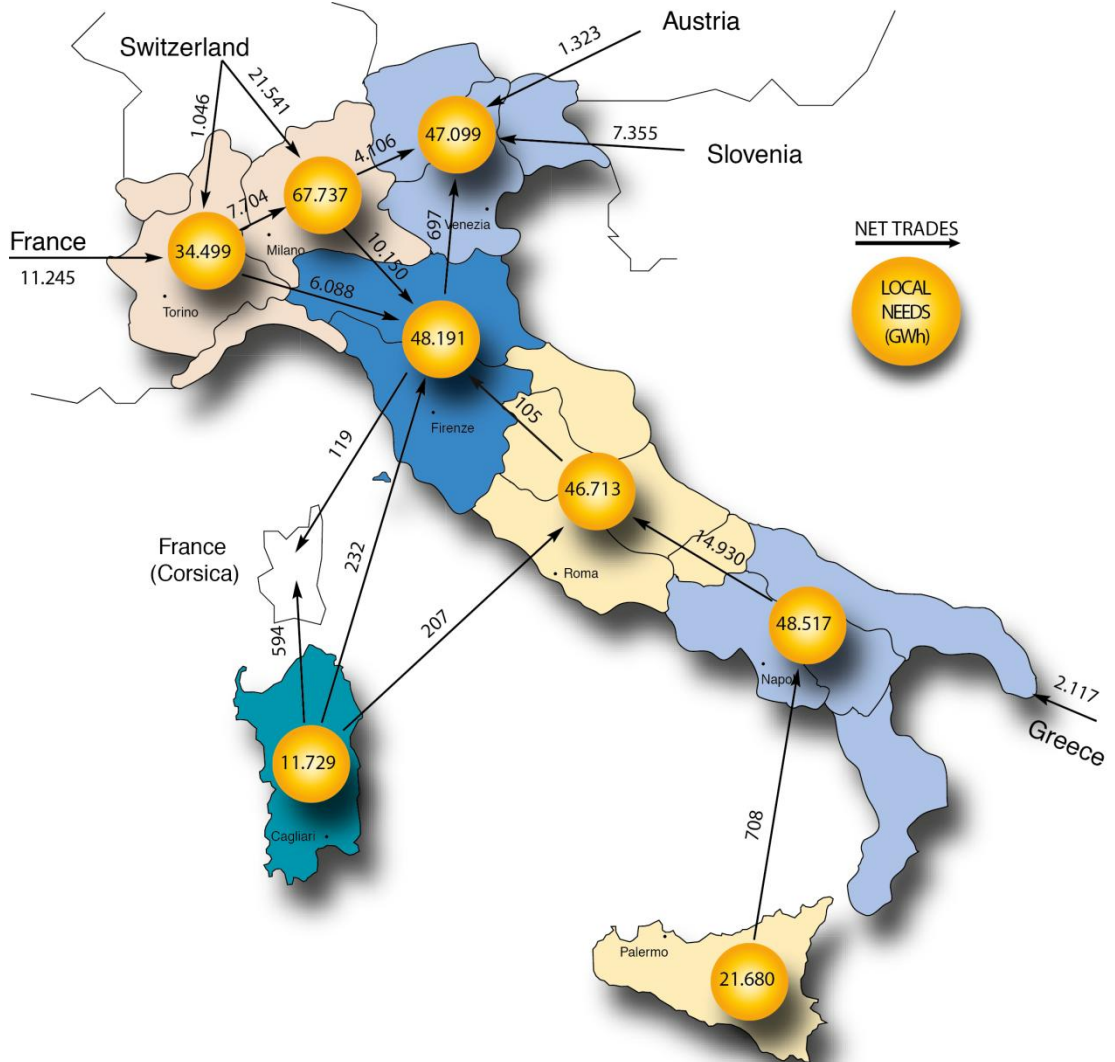 Austria
Switzerland
1.323
21.541
1.046
47.099
7.355
Slovenia
4.106
67.737
7.704
697
Venezia
NET TRADES
France
11.245
34.499
Milano
10.150
6.088
Torino
LOCAL
NEEDS
(GWh)
48.191
105
Firenze
119
46.713
14.930
France
(Corsica)
232
Roma
207
594
48.517
Napoli
2.117
Greece
11.729
Cagliari
708
Palermo
21.680